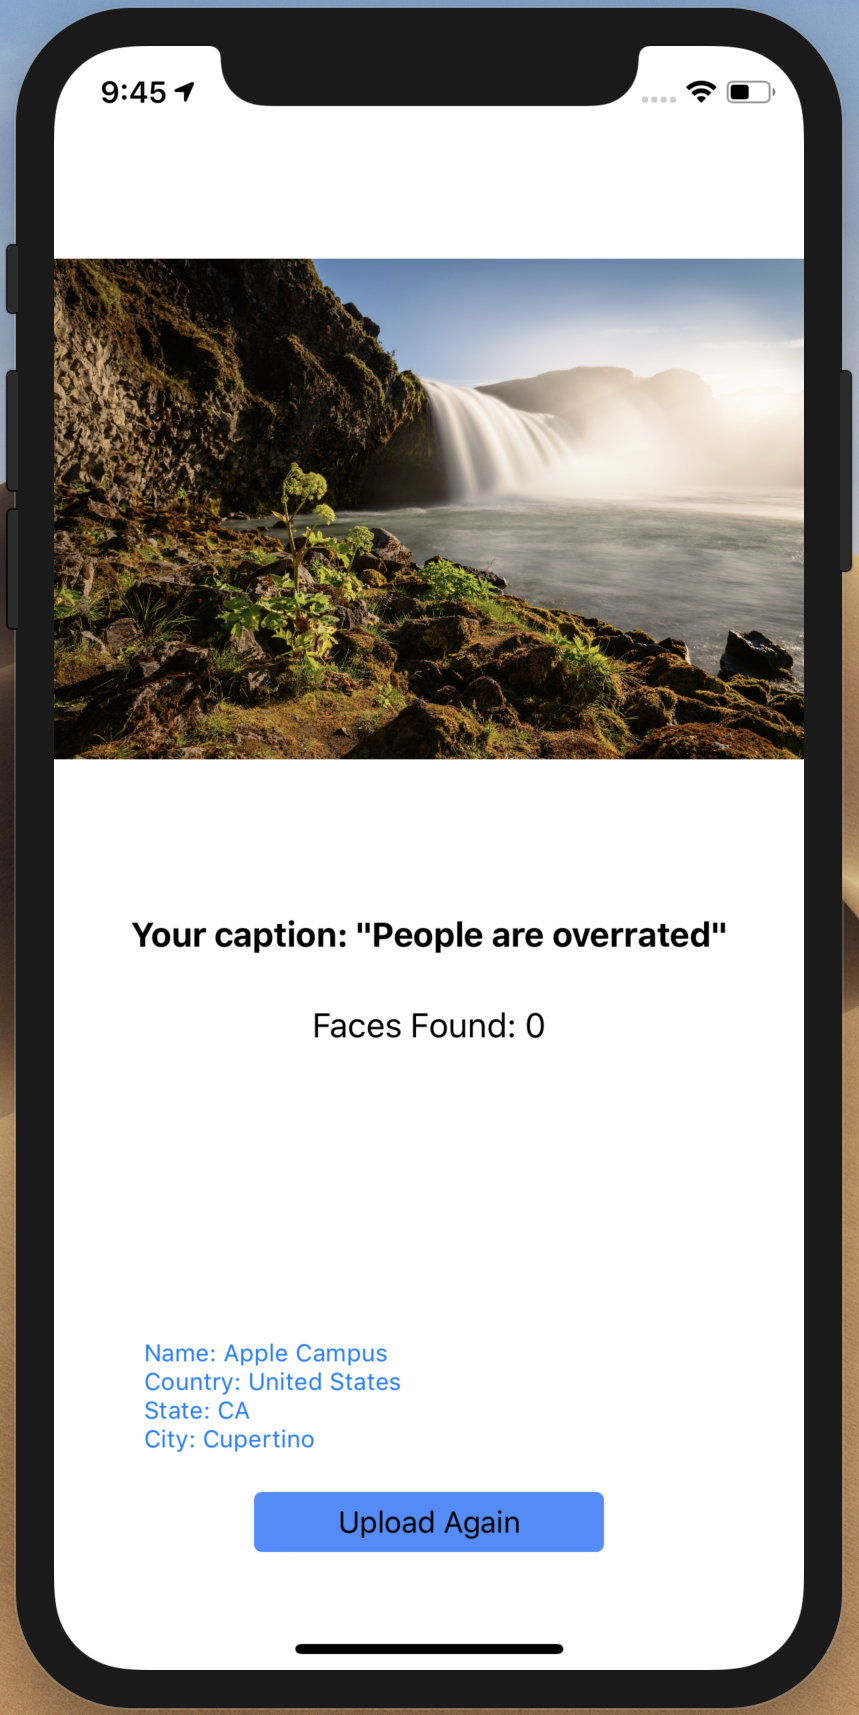 9:45
Your caption: "People are overrated"
Faces Found: 0
Name: Apple Campus
Country: United States
State: CA
City: Cupertino
Upload Again